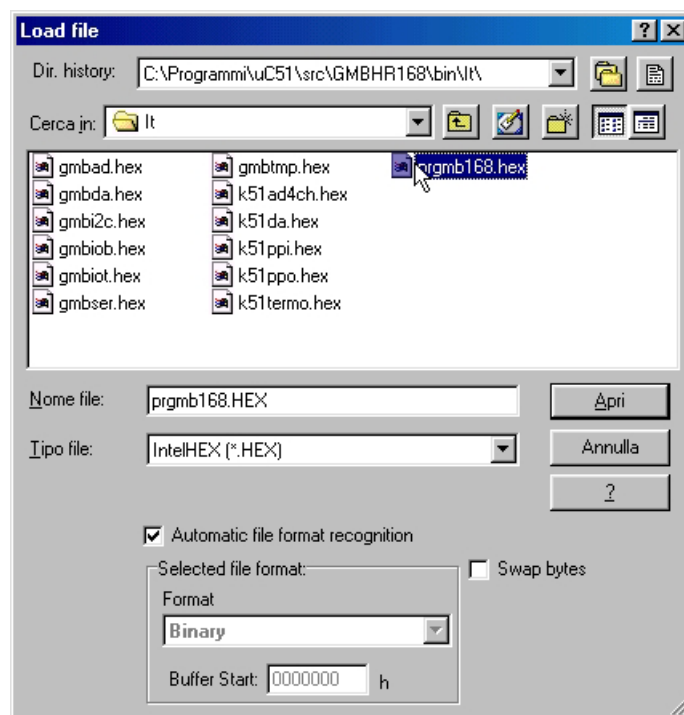 Load file
Dir. history: C:\Programmi\uC51\src\GMBHR168\bin\It\
Cerca in: It
gmbad.hex gmbtmp.hex prgmb168.hex
gmbda.hex k51ad4ch.hex
gmbi2c.hex k51da.hex
gmbiob.hex k51ppi.hex
gmbiot.hex k51ppo.hex
gmbser.hex k51termo.hex
Nome file: prgmb168.HEX Apri
Tipo file: IntelHEX (*.HEX) Annulla
?
Automatic file format recognition
Selected file format: Swap bytes
Format
Binary
Buffer Start: 0000000 h